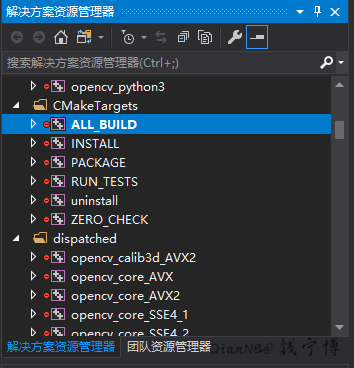 解决方案资源管理器
搜索解决方案资源管理器(Ctrl+;)
opencv_python3
CMakeTargets
ALL_BUILD
INSTALL
PACKAGE
RUN_TESTS
uninstall
ZERO_CHECK
dispatched
opencv_calib3d_AVX2
opencv_core_AVX
opencv_core_AVX2
opencv_core_SSE4_1
opencv_core_SSE4_2
解决方案资源管理器 团队资源管理器
QianNB@ 钱宁博